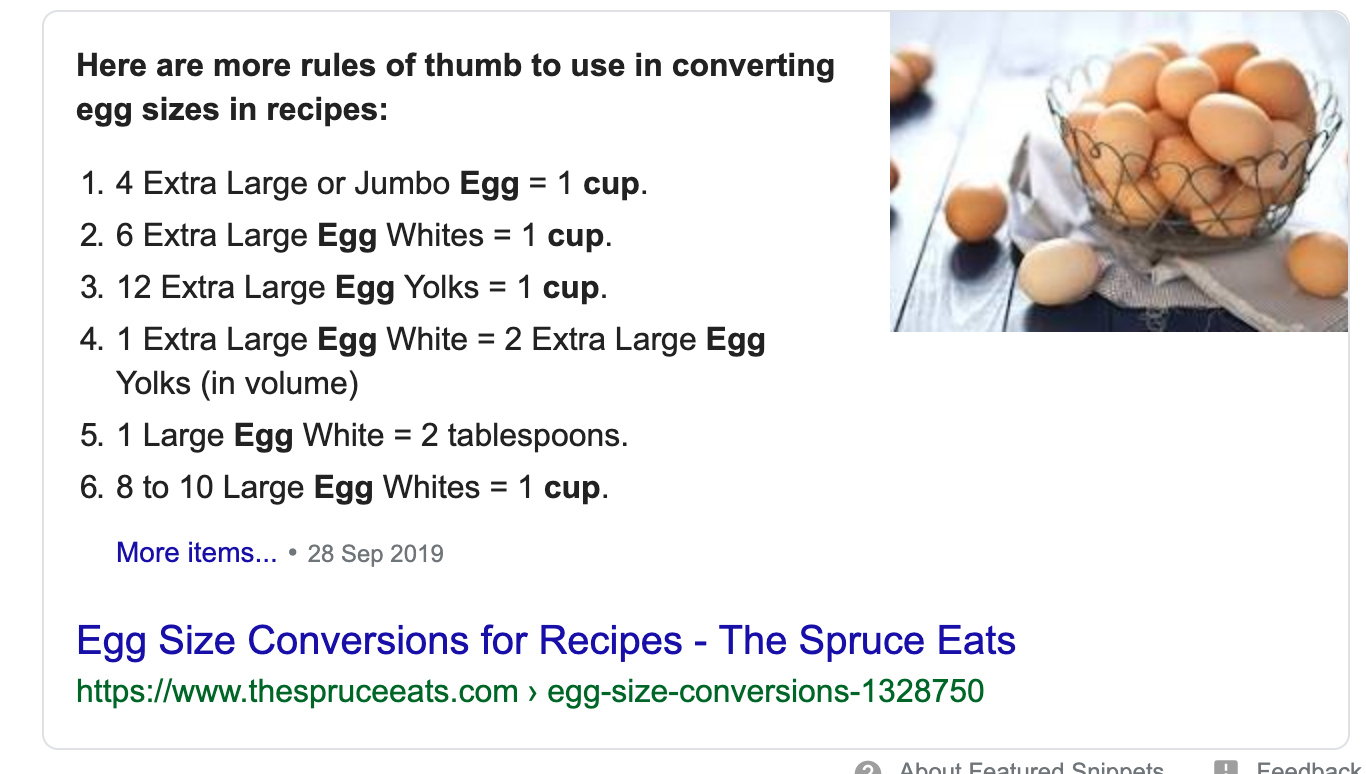 Here are more rules of thumb to use in converting
egg sizes in recipes:
1. 4 Extra Large or Jumbo Egg = 1 cup.
2. 6 Extra Large Egg Whites = 1 cup.
3. 12 Extra Large Egg Yolks = 1 cup.
4. 1 Extra Large Egg White = 2 Extra Large Egg
Yolks (in volume)
5. 1 Large Egg White = 2 tablespoons.
6. 8 to 10 Large Egg Whites = 1 cup.
More items... • 28 Sep 2019
Egg Size Conversions for Recipes - The Spruce Eats
https://www.thespruceeats.com › egg-size-conversions-1328750
About Featured Snippets Feedback